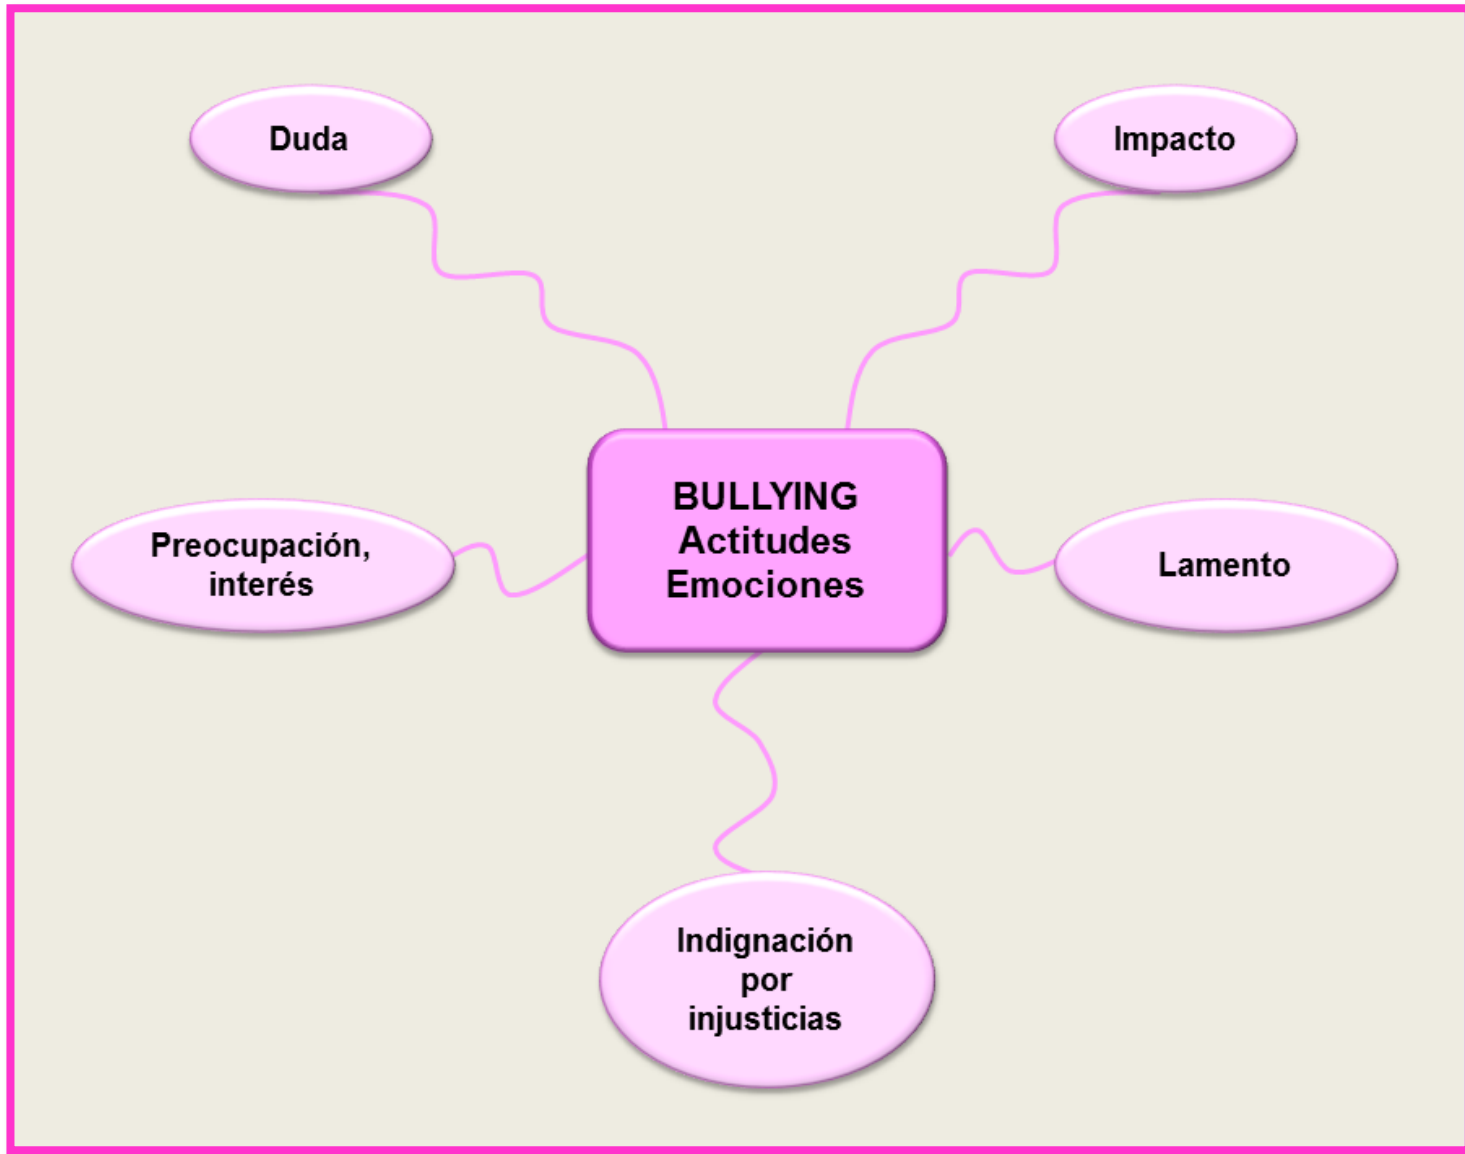 Duda
Impacto
BULLYING
Actitudes
Emociones
Preocupación,
interés
Lamento
Indignación
por
injusticias